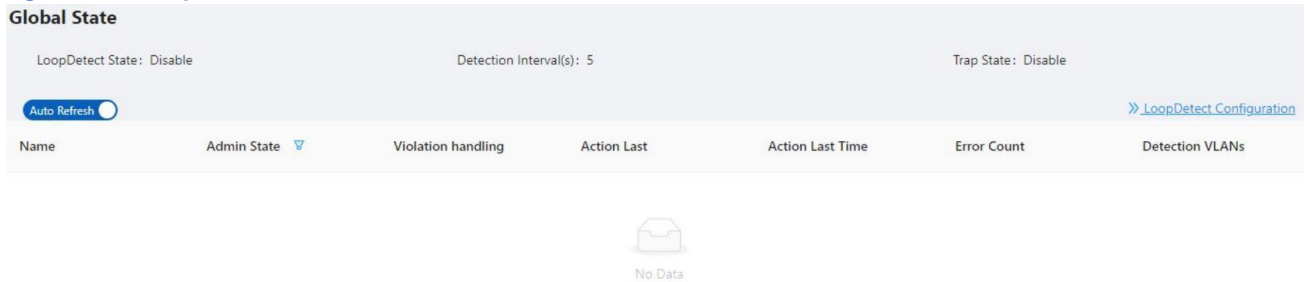 Global State
LoopDetect State: Disable Detection Interval(s): 5 Trap State: Disable
Auto Refresh LoopDetect Configuration
Name Admin State Violation handling Action Last Action Last Time Error Count Detection VLANs
No Data